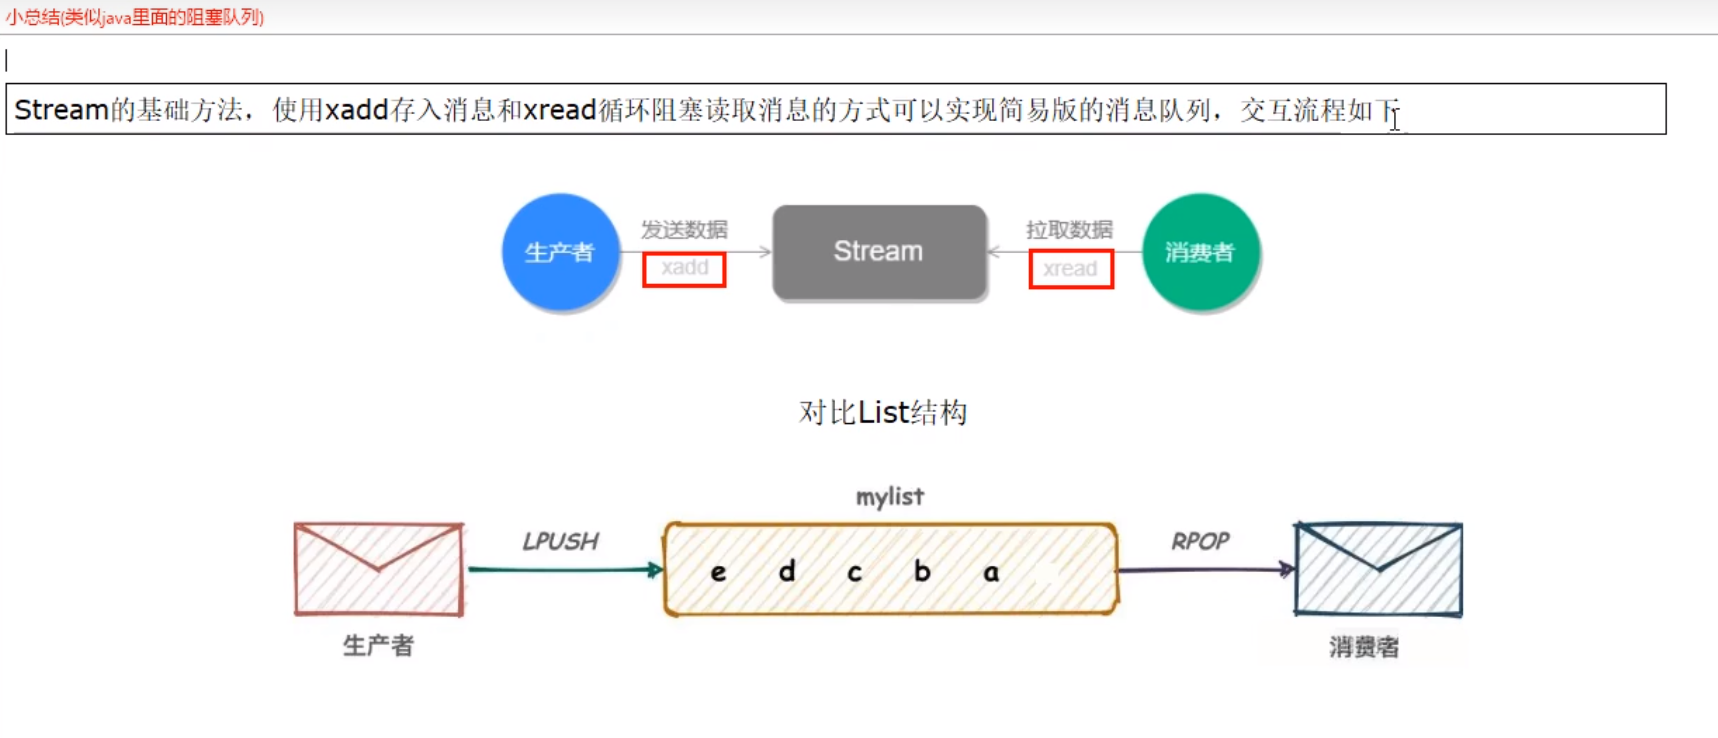 小总结(类似java里面的阻塞队列)
Stream的基础方法，使用xadd存入消息和xread循环阻塞读取消息的方式可以实现简易版的消息队列，交互流程如下
生产者
发送数据
xadd
Stream
拉取数据
xread
消费者
对比List结构
mylist
LPUSH
e d c b a
RPOP
生产者
消费者